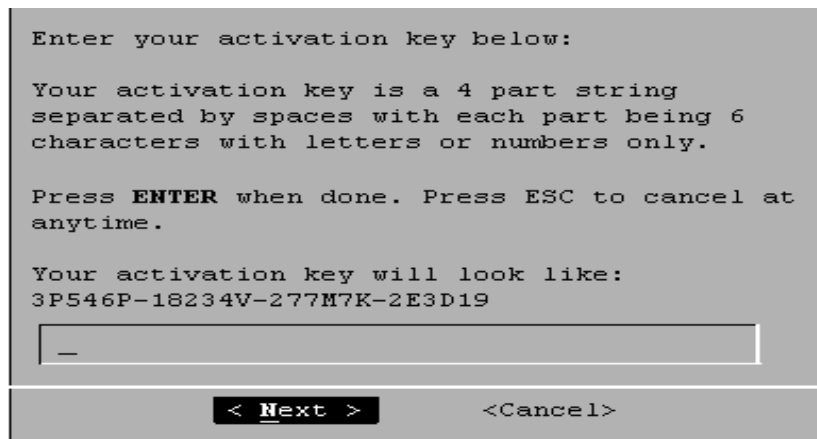 Enter your activation key below:
Your activation key is a 4 part string
separated by spaces with each part being 6
characters with letters or numbers only.
Press ENTER when done. Press ESC to cancel at
anytime.
Your activation key will look like:
3P546P-18234V-277M7K-2E3D19
_
< Next > <Cancel>